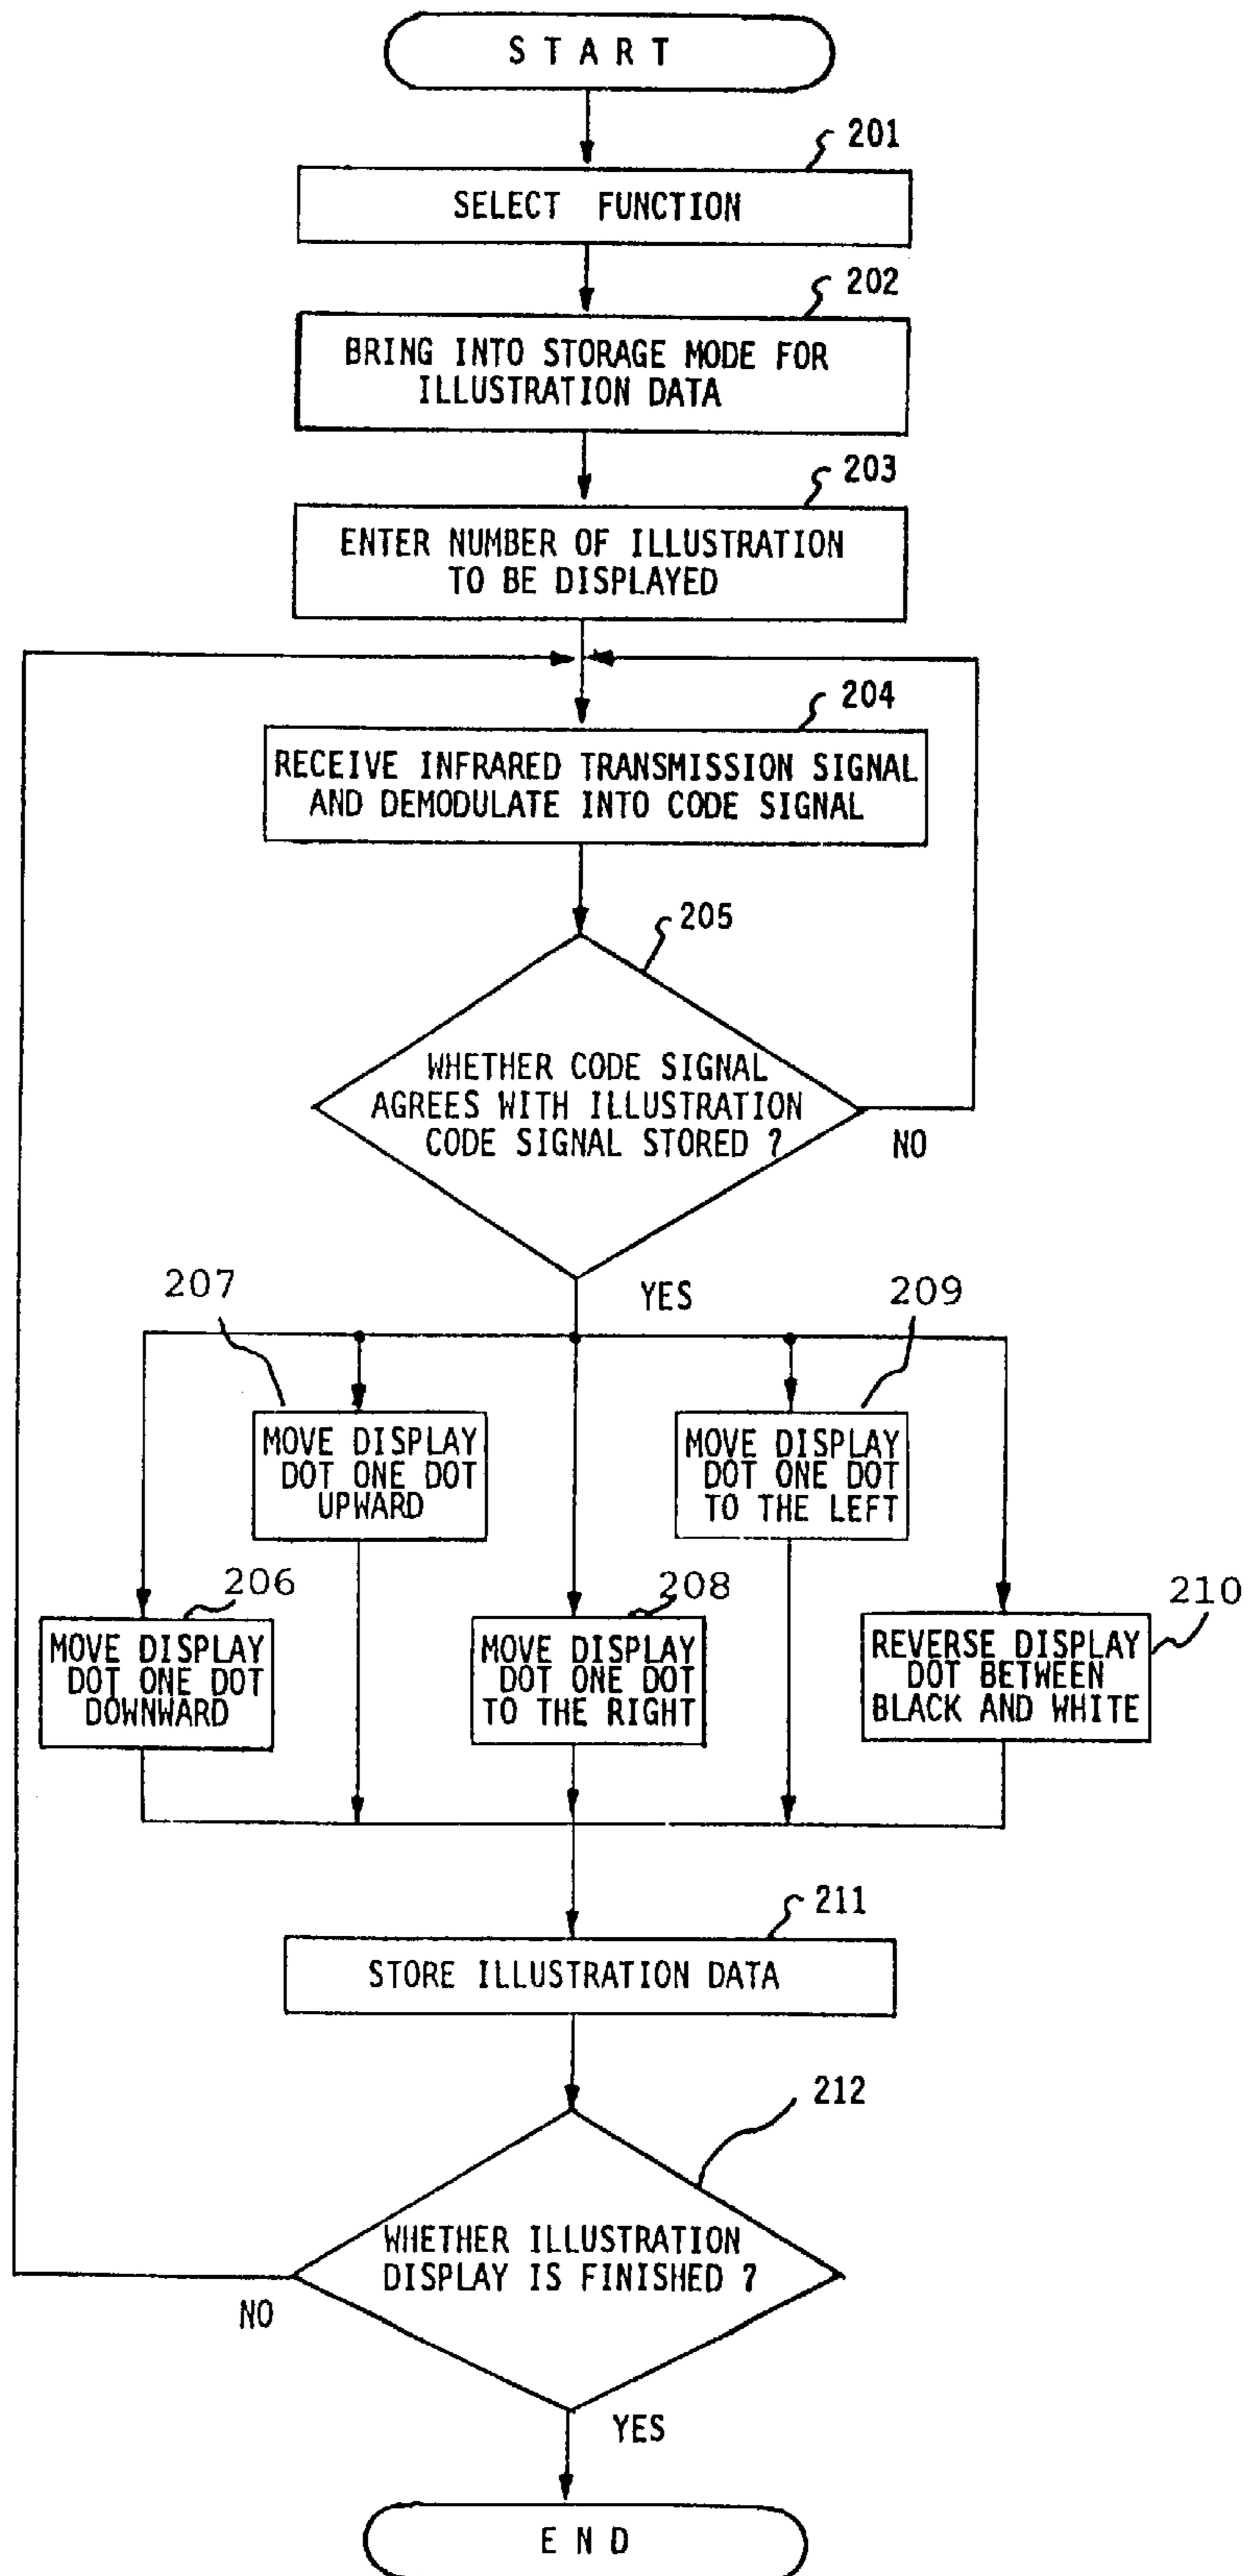 START
201
SELECT FUNCTION
202
BRING INTO STORAGE MODE FOR
ILLUSTRATION DATA
203
ENTER NUMBER OF ILLUSTRATION
TO BE DISPLAYED
204
RECEIVE INFRARED TRANSMISSION SIGNAL
AND DEMODULATE INTO CODE SIGNAL
205
WHETHER CODE SIGNAL
AGREES WITH ILLUSTRATION
CODE SIGNAL STORED ?
NO
YES
207
209
MOVE DISPLAY
DOT ONE DOT
UPWARD
MOVE DISPLAY
DOT ONE DOT
TO THE LEFT
206
208
210
MOVE DISPLAY
DOT ONE DOT
DOWNWARD
MOVE DISPLAY
DOT ONE DOT
TO THE RIGHT
REVERSE DISPLAY
DOT BETWEEN
BLACK AND WHITE
211
STORE ILLUSTRATION DATA
212
WHETHER ILLUSTRATION
DISPLAY IS FINISHED ?
NO
YES
END